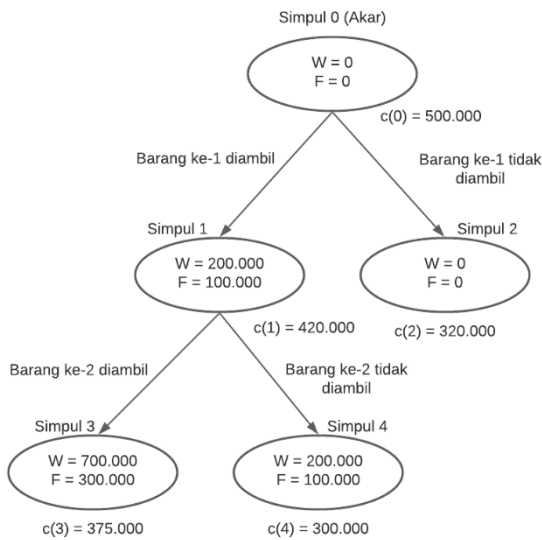 Simpul 0 (Akar)
W = 0
F = 0
c(0) = 500.000
Barang ke-1 diambil
Barang ke-1 tidak
diambil
Simpul 1
Simpul 2
W = 200.000
F = 100.000
W = 0
F = 0
c(1) = 420.000
c(2) = 320.000
Barang ke-2 diambil
Barang ke-2 tidak
diambil
Simpul 3
Simpul 4
W = 700.000
F = 300.000
W = 200.000
F = 100.000
c(3) = 375.000
c(4) = 300.000